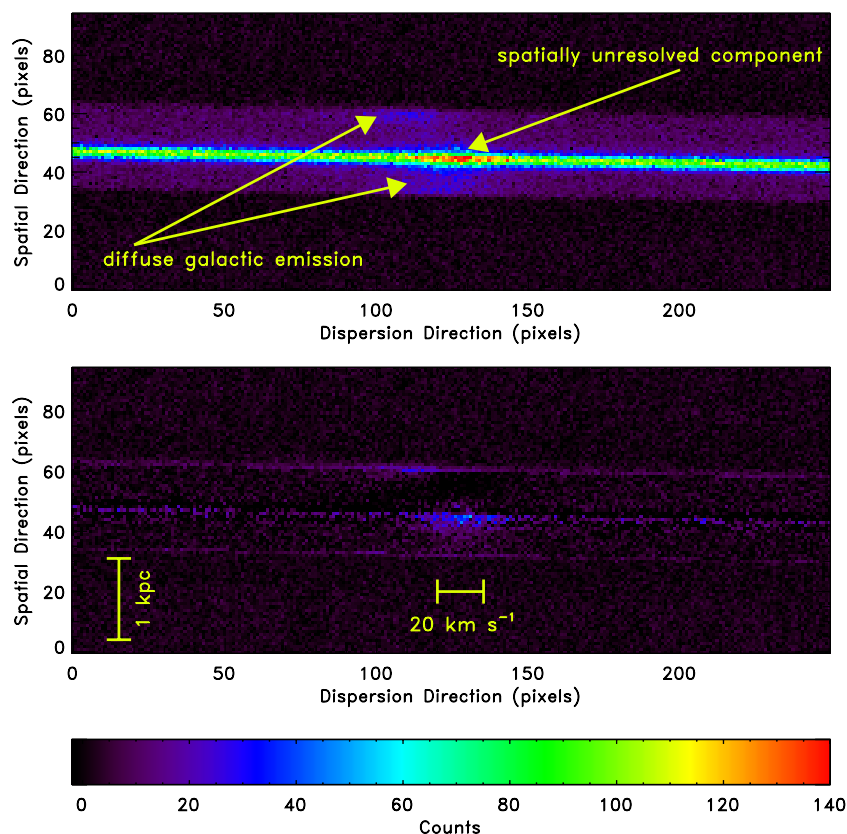 80
60
40
20
0
Spatial Direction (pixels)
spatially unresolved component
diffuse galactic emission
0 50 100 150 200
Dispersion Direction (pixels)
80
60
40
20
0
Spatial Direction (pixels)
1 kpc
20 km s⁻¹
0 50 100 150 200
Dispersion Direction (pixels)
0 20 40 60 80 100 120 140
Counts